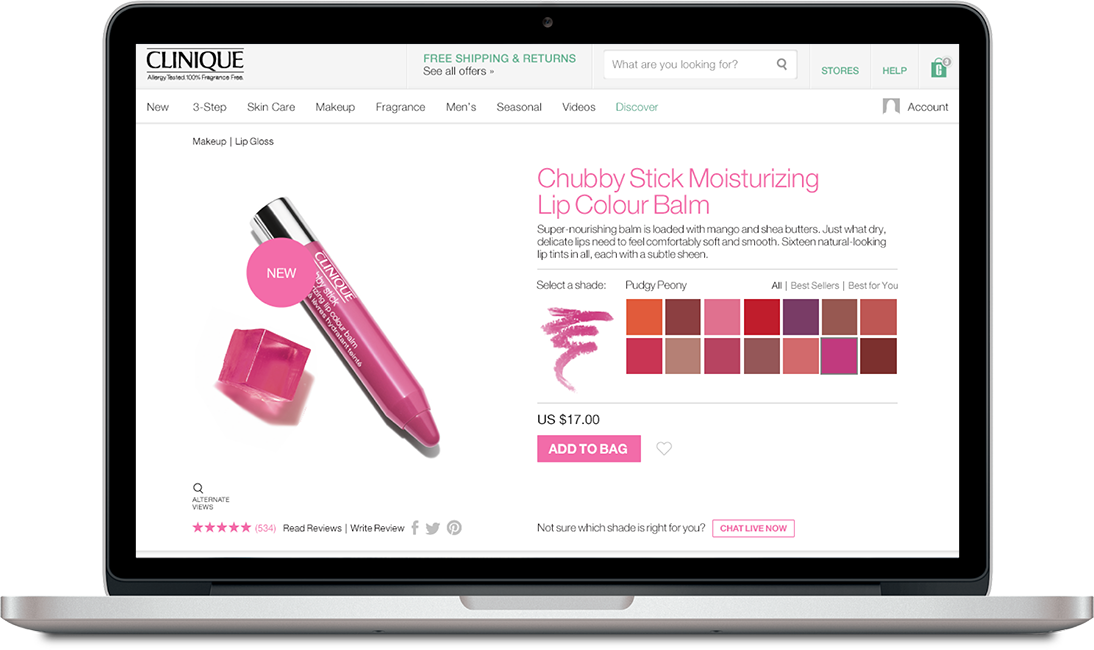 CLINIQUE
Allergy Tested. 100% Fragrance Free.
FREE SHIPPING & RETURNS
See all offers »
What are you looking for?
STORES
HELP
New
3-Step
Skin Care
Makeup
Fragrance
Men's
Seasonal
Videos
Discover
Account
Makeup | Lip Gloss
NEW
CLINIQUE
by stick
izing lip colour balm
à lèvres hydratant teinté
Chubby Stick Moisturizing
Lip Colour Balm
Super-nourishing balm is loaded with mango and shea butters. Just what dry,
delicate lips need to feel comfortably soft and smooth. Sixteen natural-looking
lip tints in all, each with a subtle sheen.
Select a shade:
Pudgy Peony
All | Best Sellers | Best for You
US $17.00
ADD TO BAG
ALTERNATE
VIEWS
(534)
Read Reviews | Write Review
Not sure which shade is right for you?
CHAT LIVE NOW